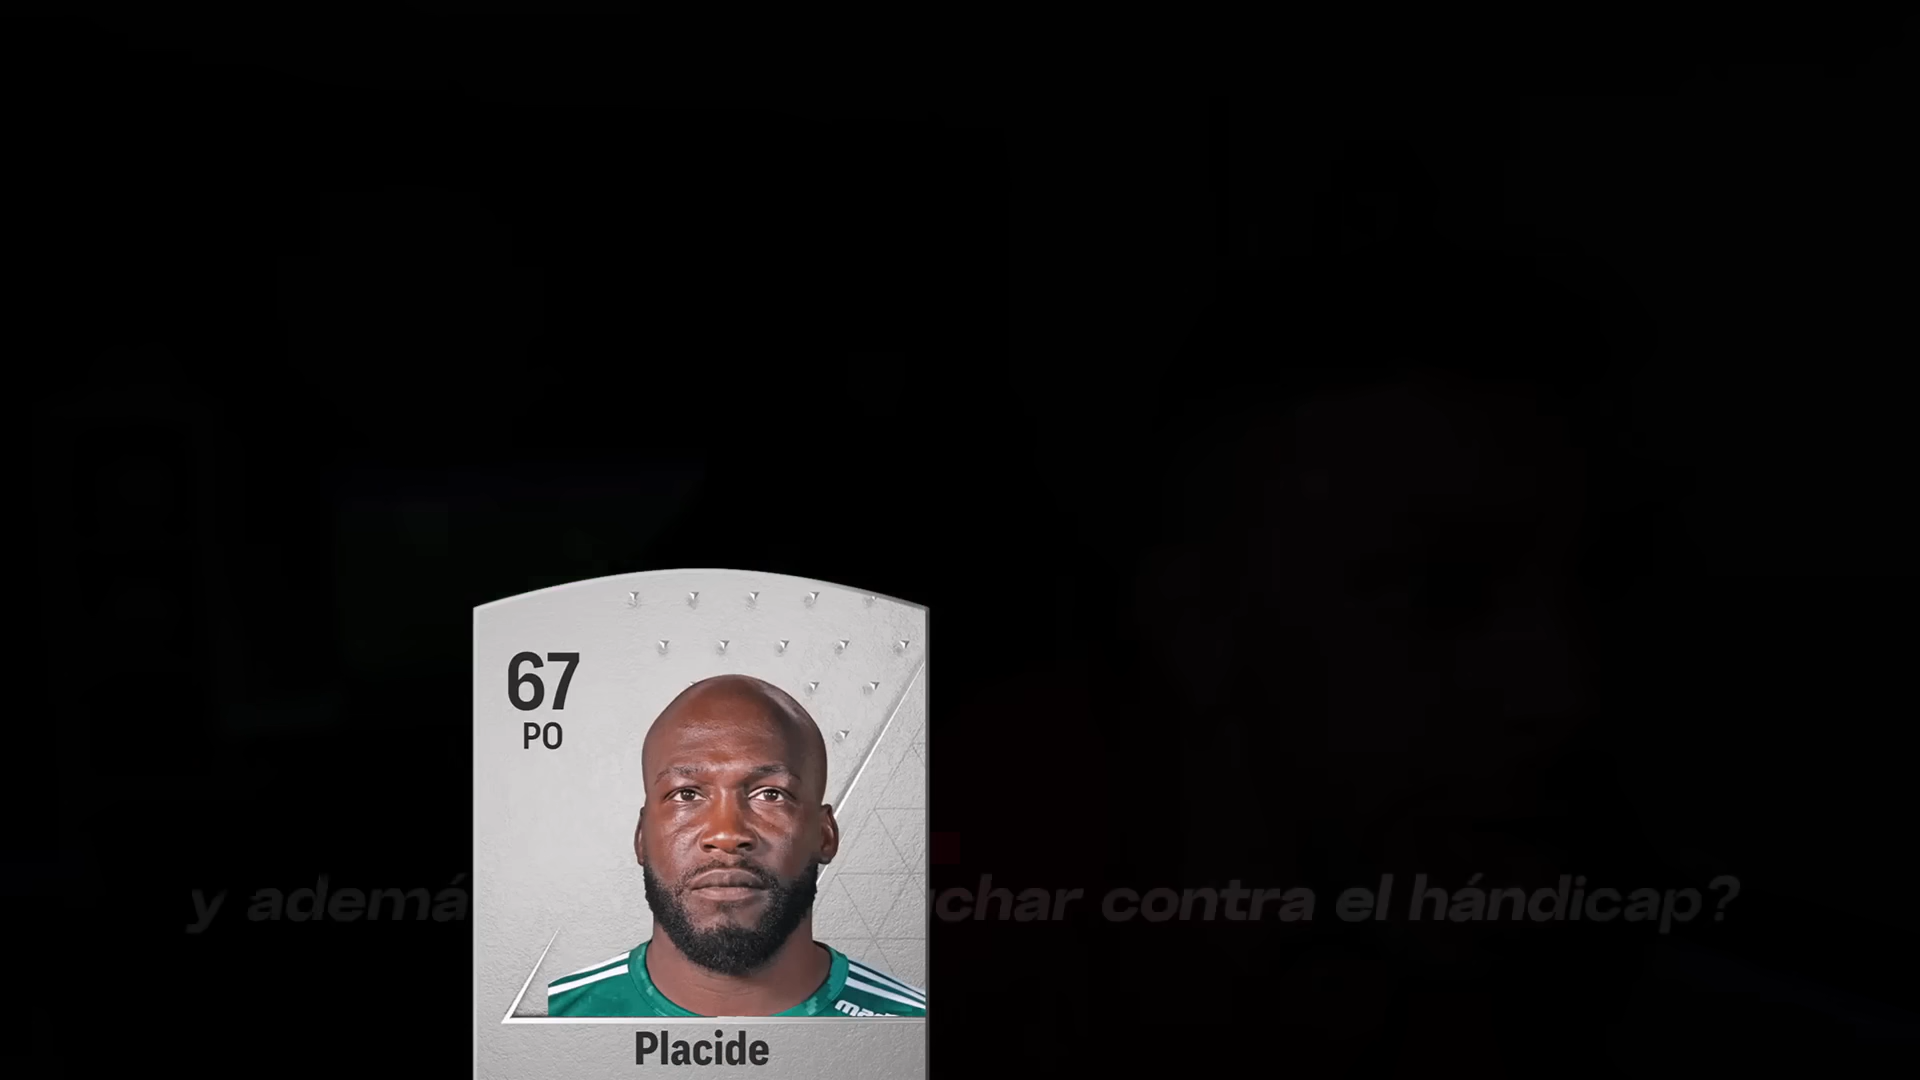 67
PO
y ademá char contra el hándicap?
Placide